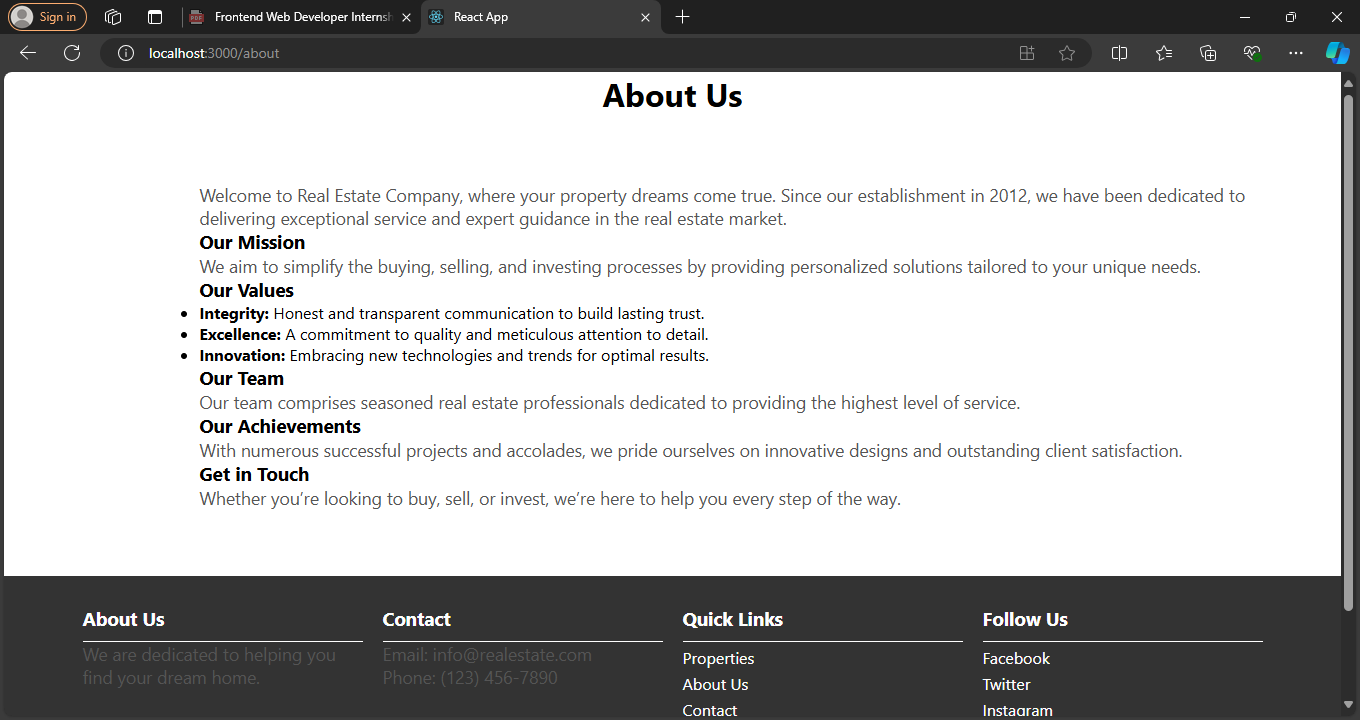 Sign in
Frontend Web Developer Internsh
React App
localhost:3000/about
About Us
Welcome to Real Estate Company, where your property dreams come true. Since our establishment in 2012, we have been dedicated to
delivering exceptional service and expert guidance in the real estate market.
Our Mission
We aim to simplify the buying, selling, and investing processes by providing personalized solutions tailored to your unique needs.
Our Values
Integrity: Honest and transparent communication to build lasting trust.
Excellence: A commitment to quality and meticulous attention to detail.
Innovation: Embracing new technologies and trends for optimal results.
Our Team
Our team comprises seasoned real estate professionals dedicated to providing the highest level of service.
Our Achievements
With numerous successful projects and accolades, we pride ourselves on innovative designs and outstanding client satisfaction.
Get in Touch
Whether you’re looking to buy, sell, or invest, we’re here to help you every step of the way.
About Us
We are dedicated to helping you
find your dream home.
Contact
Email: info@realestate.com
Phone: (123) 456-7890
Quick Links
Properties
About Us
Contact
Follow Us
Facebook
Twitter
Instagram